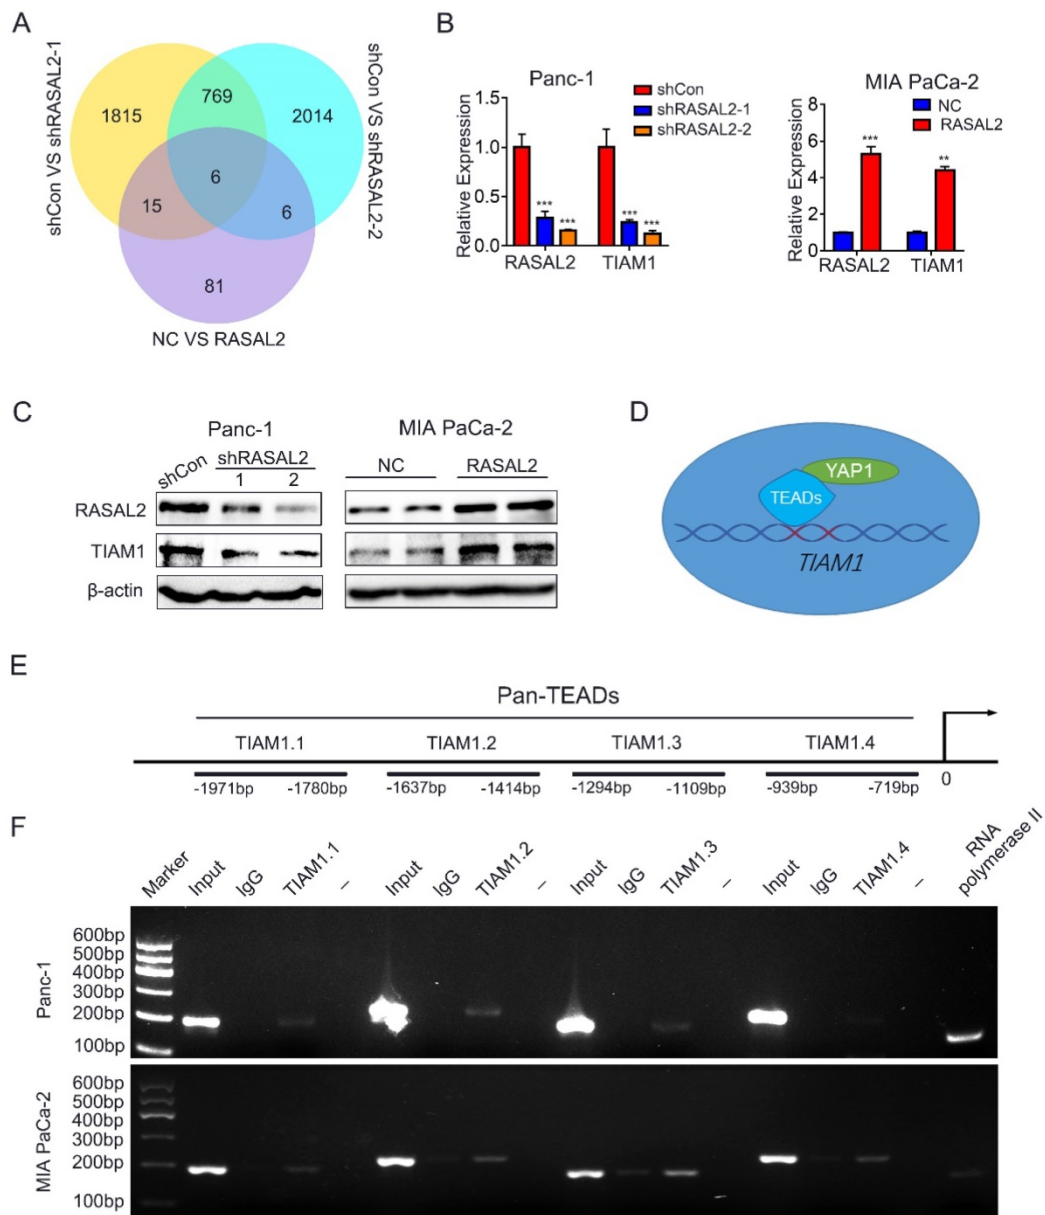 A
shCon VS shRASAL2-1
1815
769
2014
6
15
6
81
shCon VS shRASAL2-2
NC VS RASAL2
B
Panc-1
shCon
shRASAL2-1
shRASAL2-2
Relative Expression
1.5
1.0
0.5
0.0
*** *** *** ***
RASAL2 TIAM1
MIA PaCa-2
NC
RASAL2
Relative Expression
8
6
4
2
0
*** **
RASAL2 TIAM1
C
Panc-1
shCon shRASAL2
1 2
MIA PaCa-2
NC RASAL2
RASAL2
TIAM1
β-actin
D
YAP1
TEADs
TIAM1
E
Pan-TEADs
TIAM1.1 TIAM1.2 TIAM1.3 TIAM1.4
-1971bp -1780bp -1637bp -1414bp -1294bp -1109bp -939bp -719bp 0
F
Marker Input IgG TIAM1.1 – Input IgG TIAM1.2 – Input IgG TIAM1.3 – Input IgG TIAM1.4 – RNA polymerase II
Panc-1
600bp
500bp
400bp
300bp
200bp
100bp
MIA PaCa-2
600bp
500bp
400bp
300bp
200bp
100bp